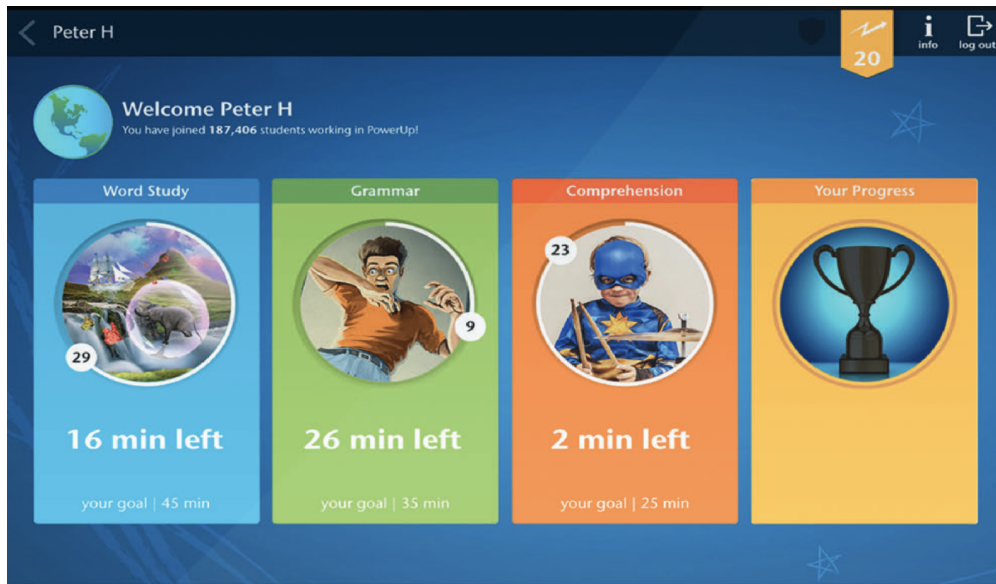 Peter H
20
info
log out
Welcome Peter H
You have joined 187,406 students working in PowerUp!
Word Study
29
16 min left
your goal | 45 min
Grammar
9
26 min left
your goal | 35 min
Comprehension
23
2 min left
your goal | 25 min
Your Progress